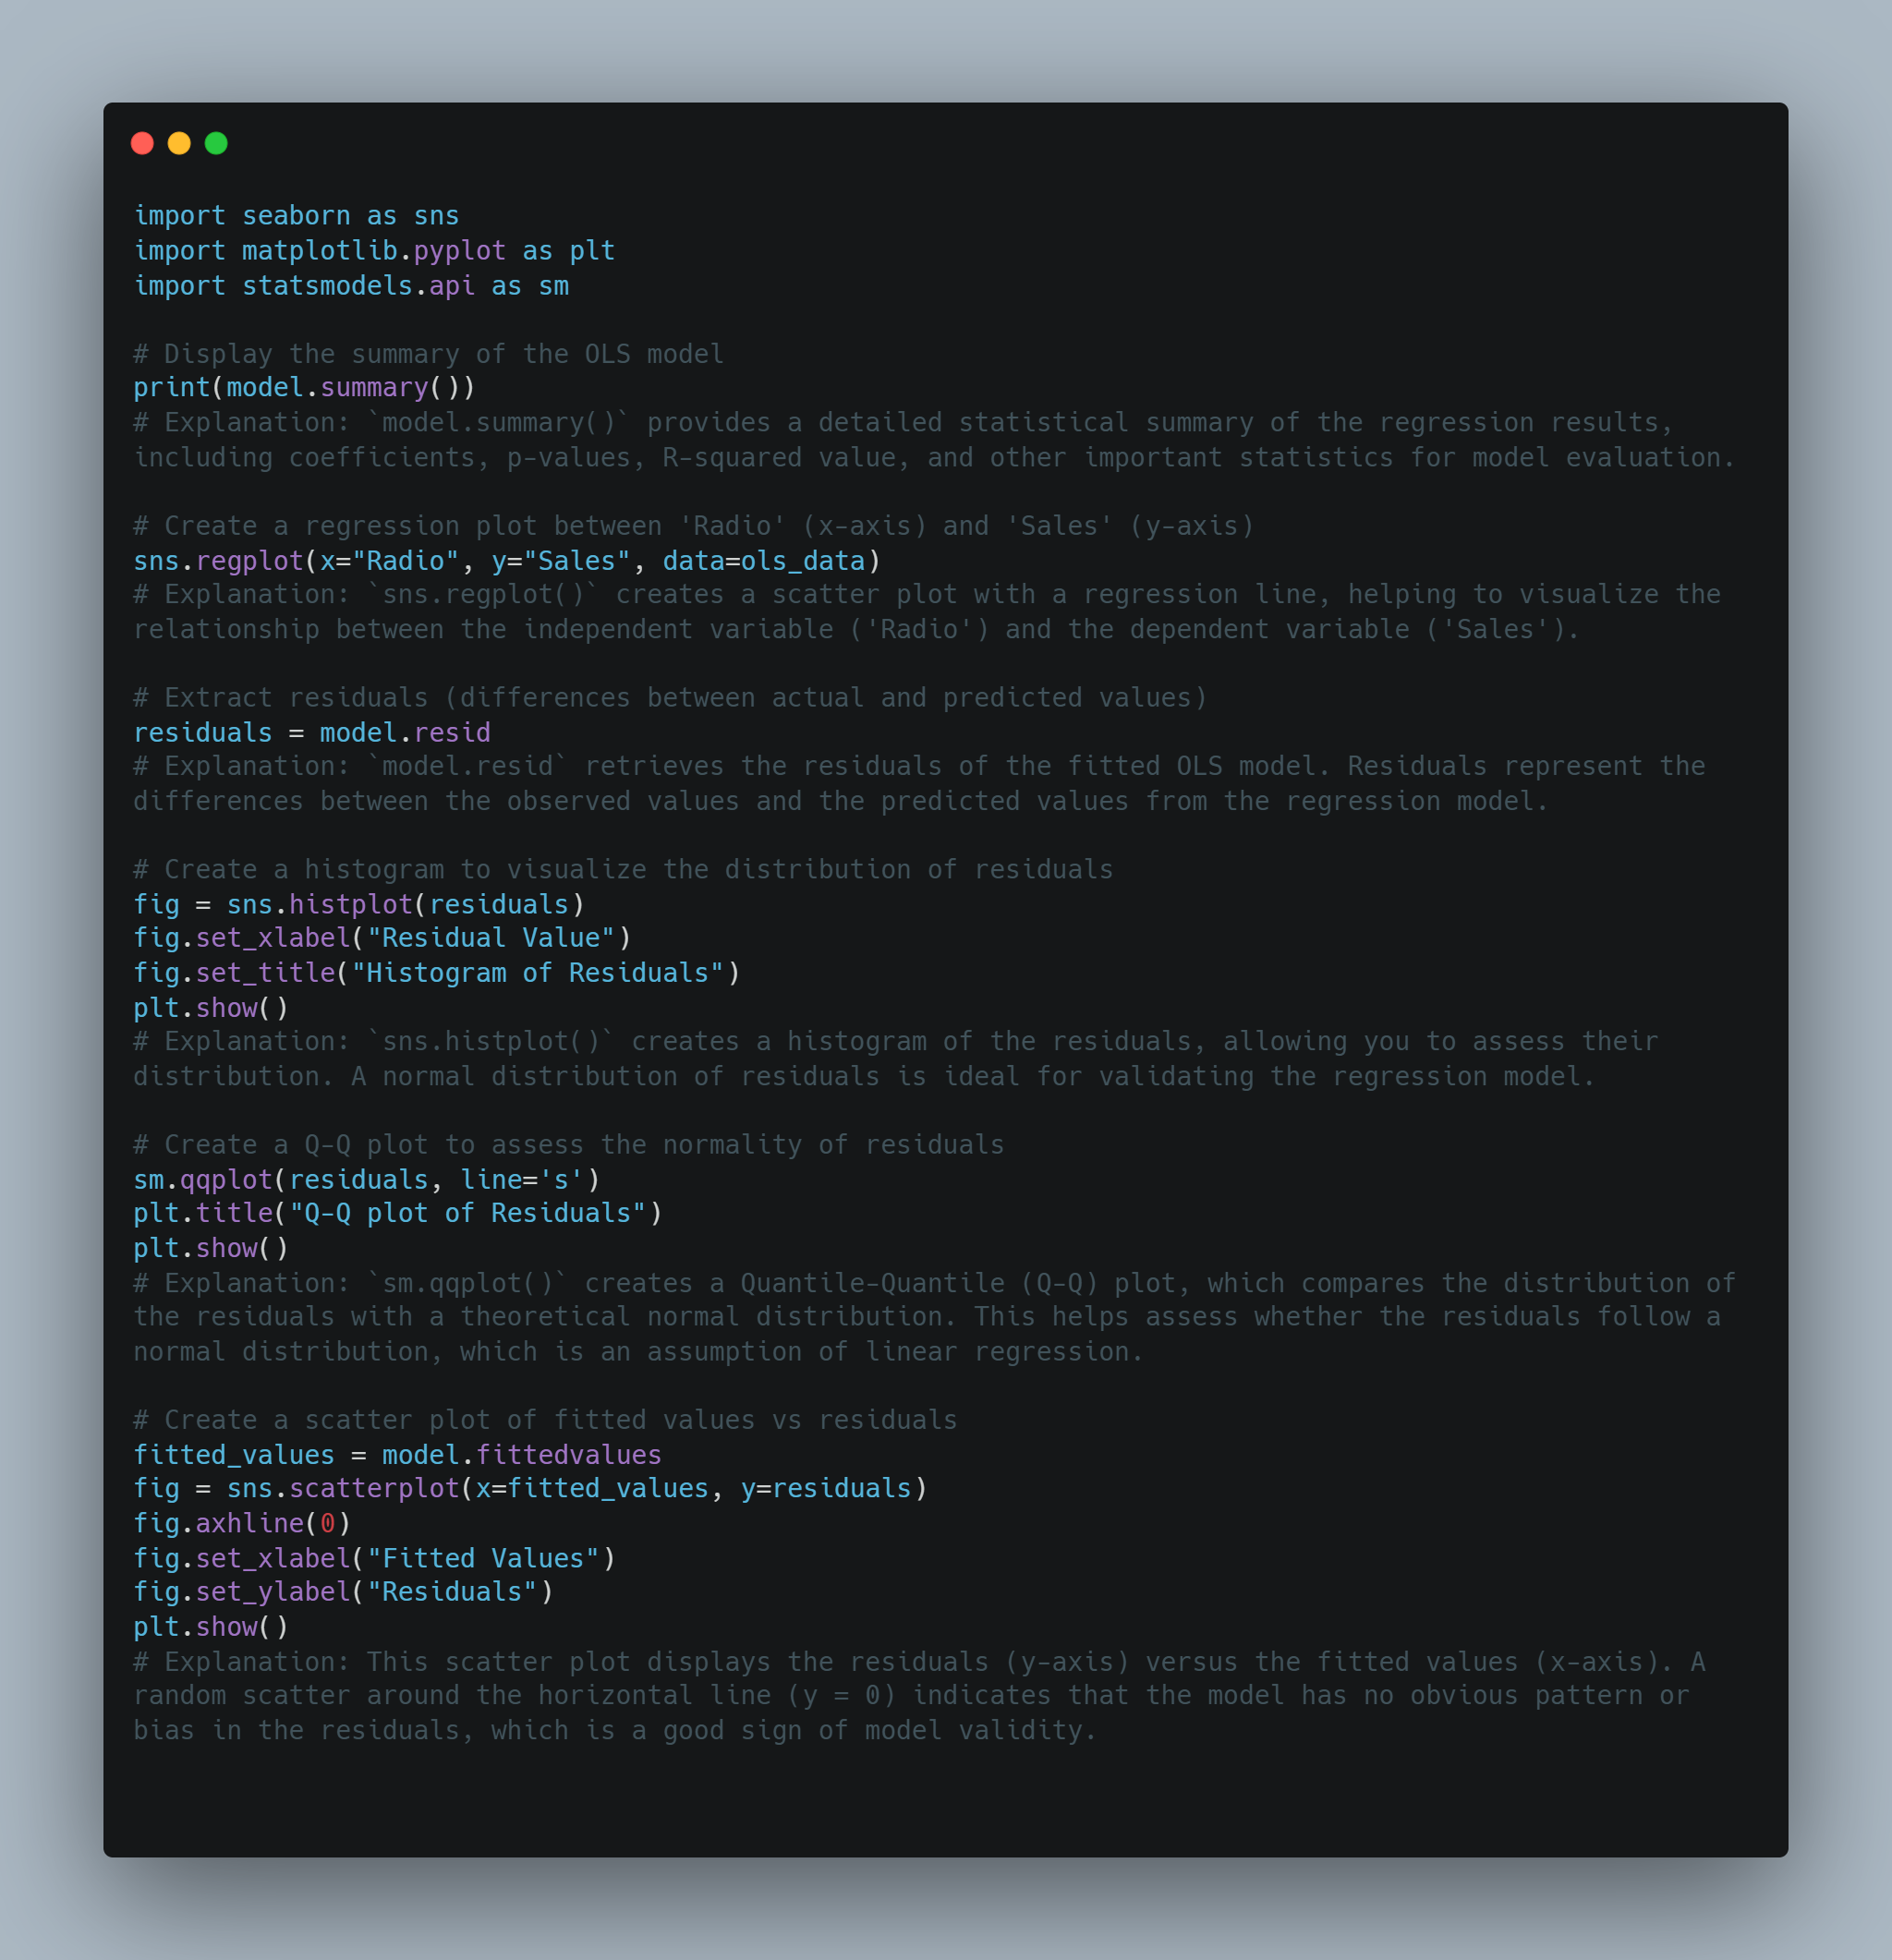 import seaborn as sns
import matplotlib.pyplot as plt
import statsmodels.api as sm
# Display the summary of the OLS model
print(model.summary())
# Explanation: `model.summary()` provides a detailed statistical summary of the regression results,
including coefficients, p-values, R-squared value, and other important statistics for model evaluation.
# Create a regression plot between 'Radio' (x-axis) and 'Sales' (y-axis)
sns.regplot(x="Radio", y="Sales", data=ols_data)
# Explanation: `sns.regplot()` creates a scatter plot with a regression line, helping to visualize the
relationship between the independent variable ('Radio') and the dependent variable ('Sales').
# Extract residuals (differences between actual and predicted values)
residuals = model.resid
# Explanation: `model.resid` retrieves the residuals of the fitted OLS model. Residuals represent the
differences between the observed values and the predicted values from the regression model.
# Create a histogram to visualize the distribution of residuals
fig = sns.histplot(residuals)
fig.set_xlabel("Residual Value")
fig.set_title("Histogram of Residuals")
plt.show()
# Explanation: `sns.histplot()` creates a histogram of the residuals, allowing you to assess their
distribution. A normal distribution of residuals is ideal for validating the regression model.
# Create a Q-Q plot to assess the normality of residuals
sm.qqplot(residuals, line='s')
plt.title("Q-Q plot of Residuals")
plt.show()
# Explanation: `sm.qqplot()` creates a Quantile-Quantile (Q-Q) plot, which compares the distribution of
the residuals with a theoretical normal distribution. This helps assess whether the residuals follow a
normal distribution, which is an assumption of linear regression.
# Create a scatter plot of fitted values vs residuals
fitted_values = model.fittedvalues
fig = sns.scatterplot(x=fitted_values, y=residuals)
fig.axhline(0)
fig.set_xlabel("Fitted Values")
fig.set_ylabel("Residuals")
plt.show()
# Explanation: This scatter plot displays the residuals (y-axis) versus the fitted values (x-axis). A
random scatter around the horizontal line (y = 0) indicates that the model has no obvious pattern or
bias in the residuals, which is a good sign of model validity.